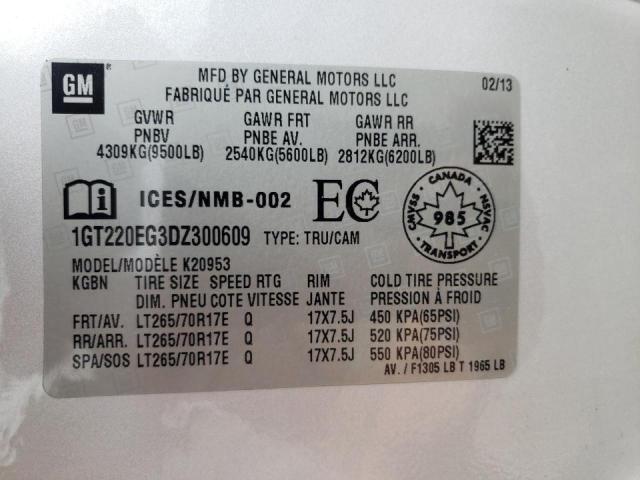 GM
MFD BY GENERAL MOTORS LLC
FABRIQUÉ PAR GENERAL MOTORS LLC
02/13
GVWR GAWR FRT GAWR RR
PNBV PNBE AV. PNBE ARR.
4309KG(9500LB) 2540KG(5600LB) 2812KG(6200LB)
ICES/NMB-002 EC
CANADA
CMVSS 985 NSVAC
TRANSPORT
1GT220EG3DZ300609 TYPE: TRU/CAM
MODEL/MODÈLE K20953
KGBN TIRE SIZE SPEED RTG RIM COLD TIRE PRESSURE
DIM. PNEU COTE VITESSE JANTE PRESSION À FROID
FRT/AV. LT265/70R17E Q 17X7.5J 450 KPA(65PSI)
RR/ARR. LT265/70R17E Q 17X7.5J 520 KPA(75PSI)
SPA/SOS LT265/70R17E Q 17X7.5J 550 KPA(80PSI)
AV. / F1305 LB T 1965 LB